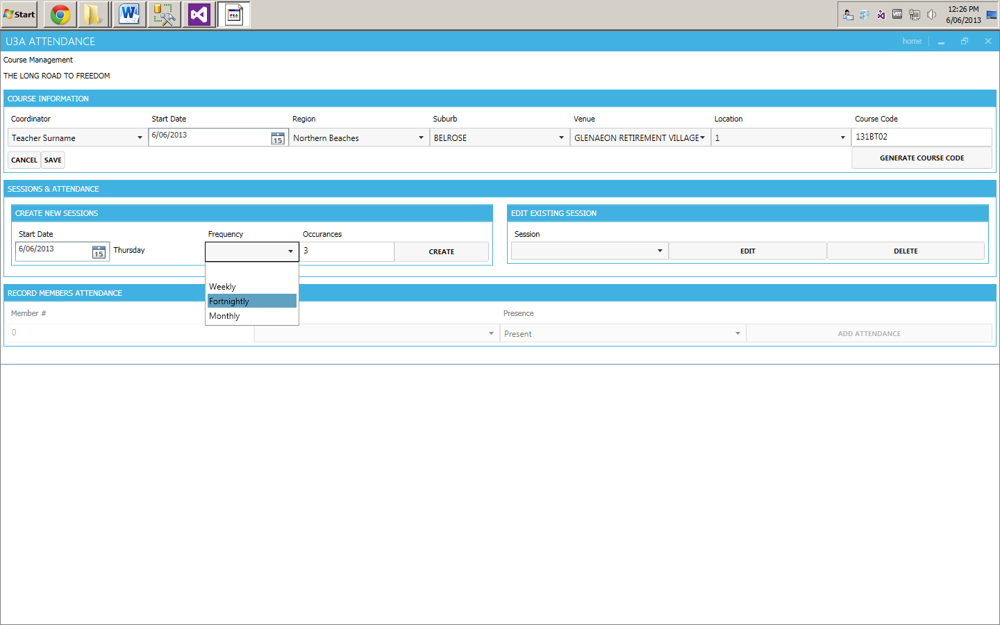 Start
12:26 PM
6/06/2013
U3A ATTENDANCE
home
Course Management
THE LONG ROAD TO FREEDOM
COURSE INFORMATION
Coordinator Start Date Region Suburb Venue Location Course Code
Teacher Surname 6/06/2013 15 Northern Beaches BELROSE GLENAEON RETIREMENT VILLAGE 1 131BT02
CANCEL SAVE GENERATE COURSE CODE
SESSIONS & ATTENDANCE
CREATE NEW SESSIONS
Start Date Frequency Occurances
6/06/2013 15 Thursday 3 CREATE
Weekly
Fortnightly
Monthly
EDIT EXISTING SESSION
Session
EDIT DELETE
RECORD MEMBERS ATTENDANCE
Member # Presence
0 Present ADD ATTENDANCE